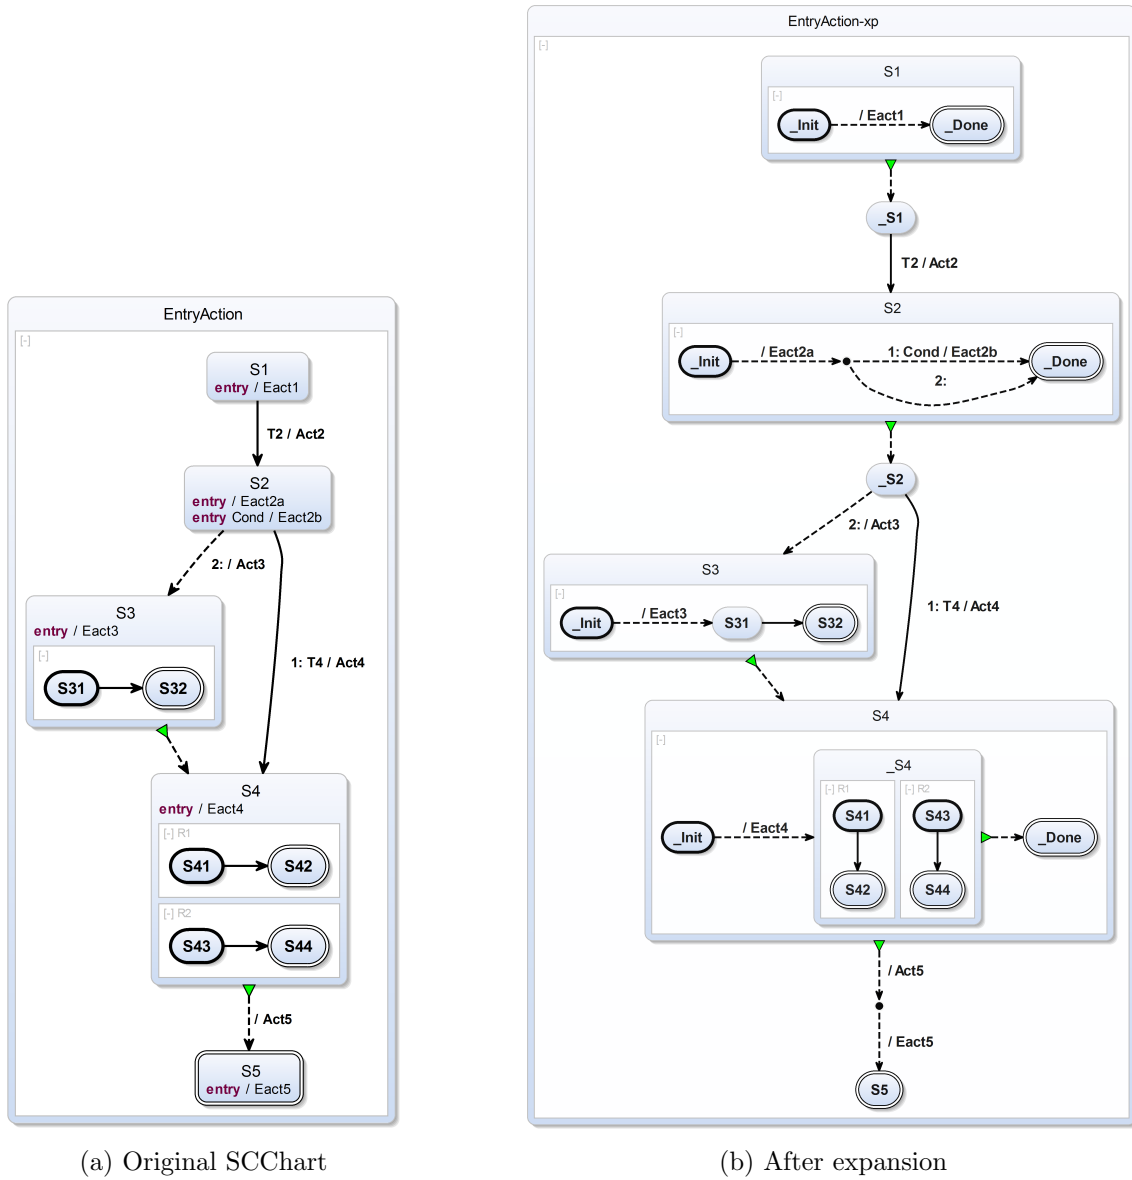 EntryAction
[-]
S1
entry / Eact1
T2 / Act2
S2
entry / Eact2a
entry Cond / Eact2b
2: / Act3
S3
entry / Eact3
[-]
S31
S32
1: T4 / Act4
S4
entry / Eact4
[-] R1
S41
S42
[-] R2
S43
S44
/ Act5
S5
entry / Eact5
(a) Original SCChart
EntryAction-xp
[-]
S1
[-]
_Init
/ Eact1
_Done
_S1
T2 / Act2
S2
[-]
_Init
/ Eact2a
1: Cond / Eact2b
2:
_Done
_S2
2: / Act3
S3
[-]
_Init
/ Eact3
S31
S32
1: T4 / Act4
S4
[-]
_Init
/ Eact4
_S4
[-] R1
S41
S42
[-] R2
S43
S44
_Done
/ Act5
/ Eact5
S5
(b) After expansion